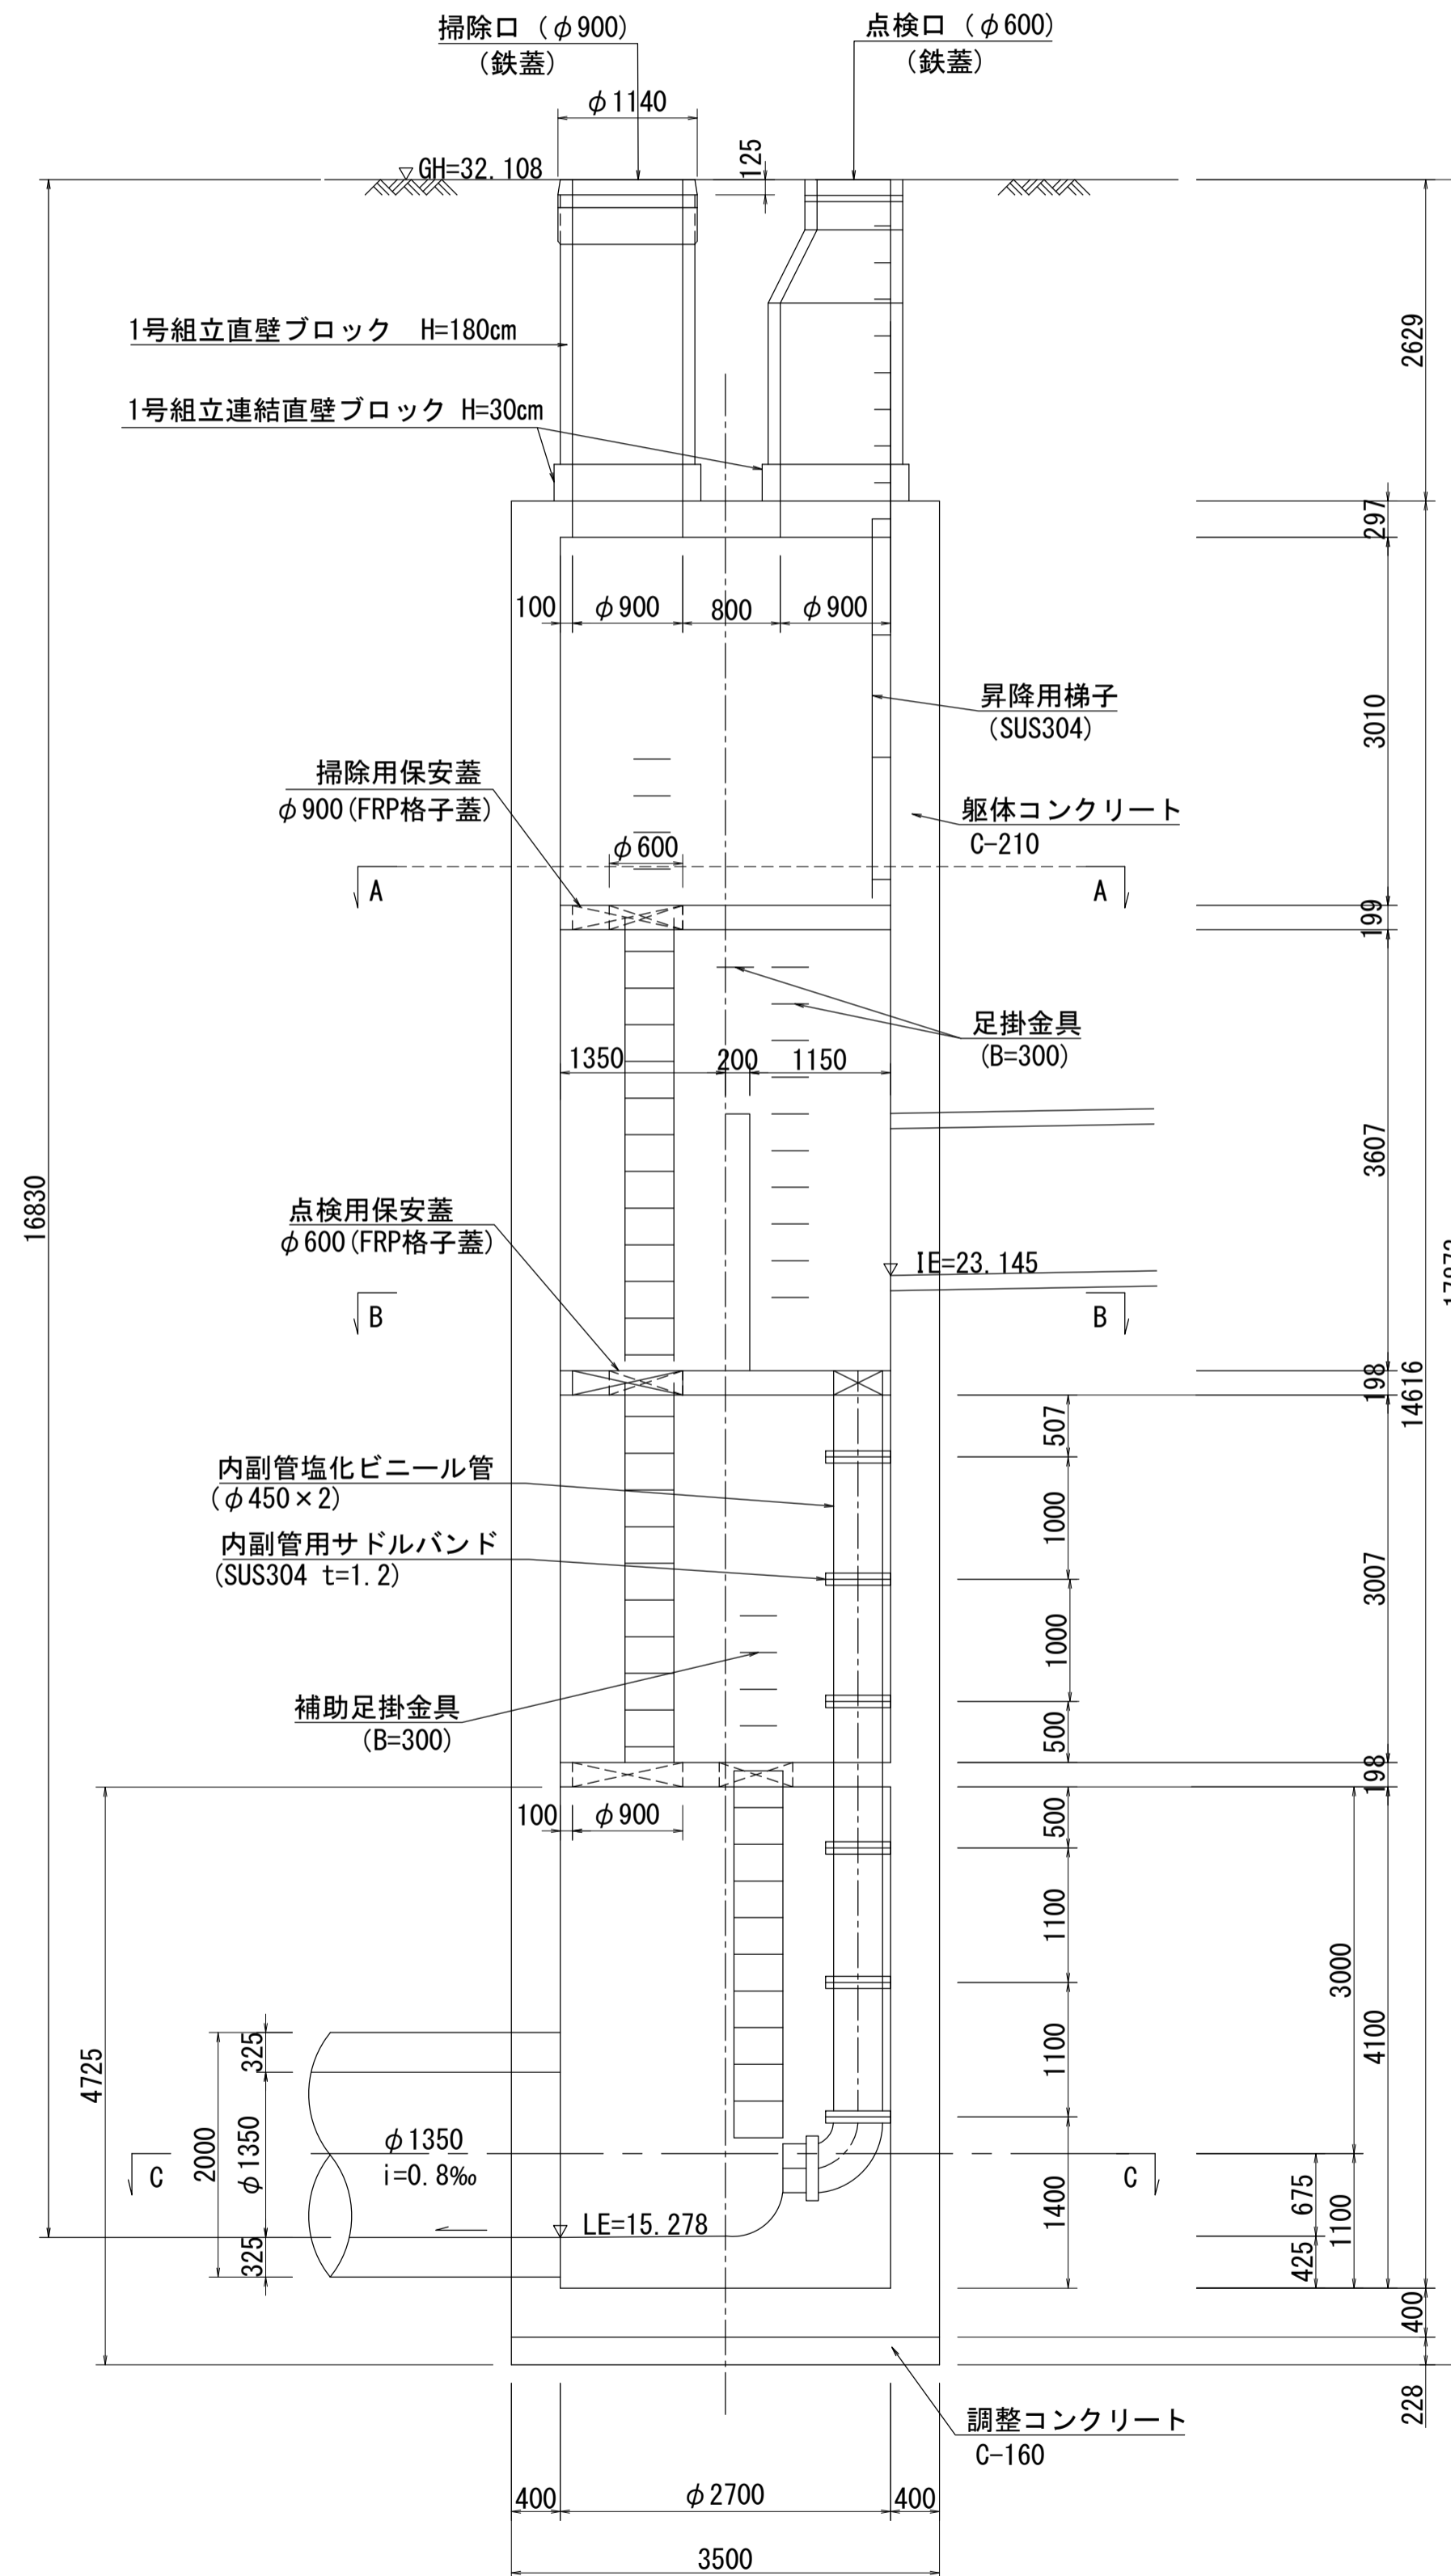 掃除口 (φ900)
(鉄蓋)
点検口 (φ600)
(鉄蓋)
φ1140
125
GH=32.108
1号組立直壁ブロック H=180cm
1号組立連結直壁ブロック H=30cm
2629
297
100
φ900
800
φ900
昇降用梯子
(SUS304)
3010
掃除用保安蓋
φ900(FRP格子蓋)
躯体コンクリート
C-210
φ600
A
A
199
足掛金具
(B=300)
1350
200
1150
3607
16830
点検用保安蓋
φ600(FRP格子蓋)
IE=23.145
B
B
198
14616
507
内副管塩化ビニール管
(φ450×2)
1000
内副管用サドルバンド
(SUS304 t=1.2)
3007
1000
補助足掛金具
(B=300)
500
198
100
φ900
500
1100
3000
4100
4725
325
1100
2000
φ1350
φ1350
i=0.8‰
C
C
675
1100
1400
LE=15.278
325
425
400
228
調整コンクリート
C-160
400
φ2700
400
3500